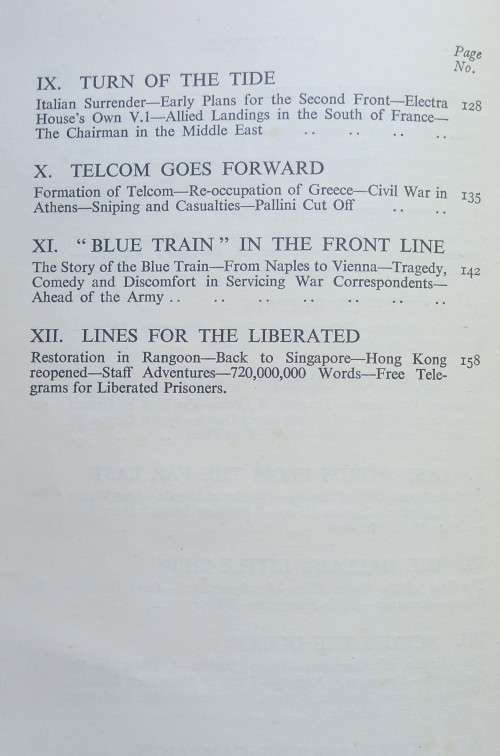 Page
No.
IX. TURN OF THE TIDE
Italian Surrender—Early Plans for the Second Front—Electra 128
House's Own V.1—Allied Landings in the South of France—
The Chairman in the Middle East .. .. .. ..
X. TELCOM GOES FORWARD
Formation of Telcom—Re-occupation of Greece—Civil War in 135
Athens—Sniping and Casualties—Pallini Cut Off .. ..
XI. "BLUE TRAIN" IN THE FRONT LINE
The Story of the Blue Train—From Naples to Vienna—Tragedy, 142
Comedy and Discomfort in Servicing War Correspondents—
Ahead of the Army .. .. .. .. .. .. ..
XII. LINES FOR THE LIBERATED
Restoration in Rangoon—Back to Singapore—Hong Kong 158
reopened—Staff Adventures—720,000,000 Words—Free Tele-
grams for Liberated Prisoners.